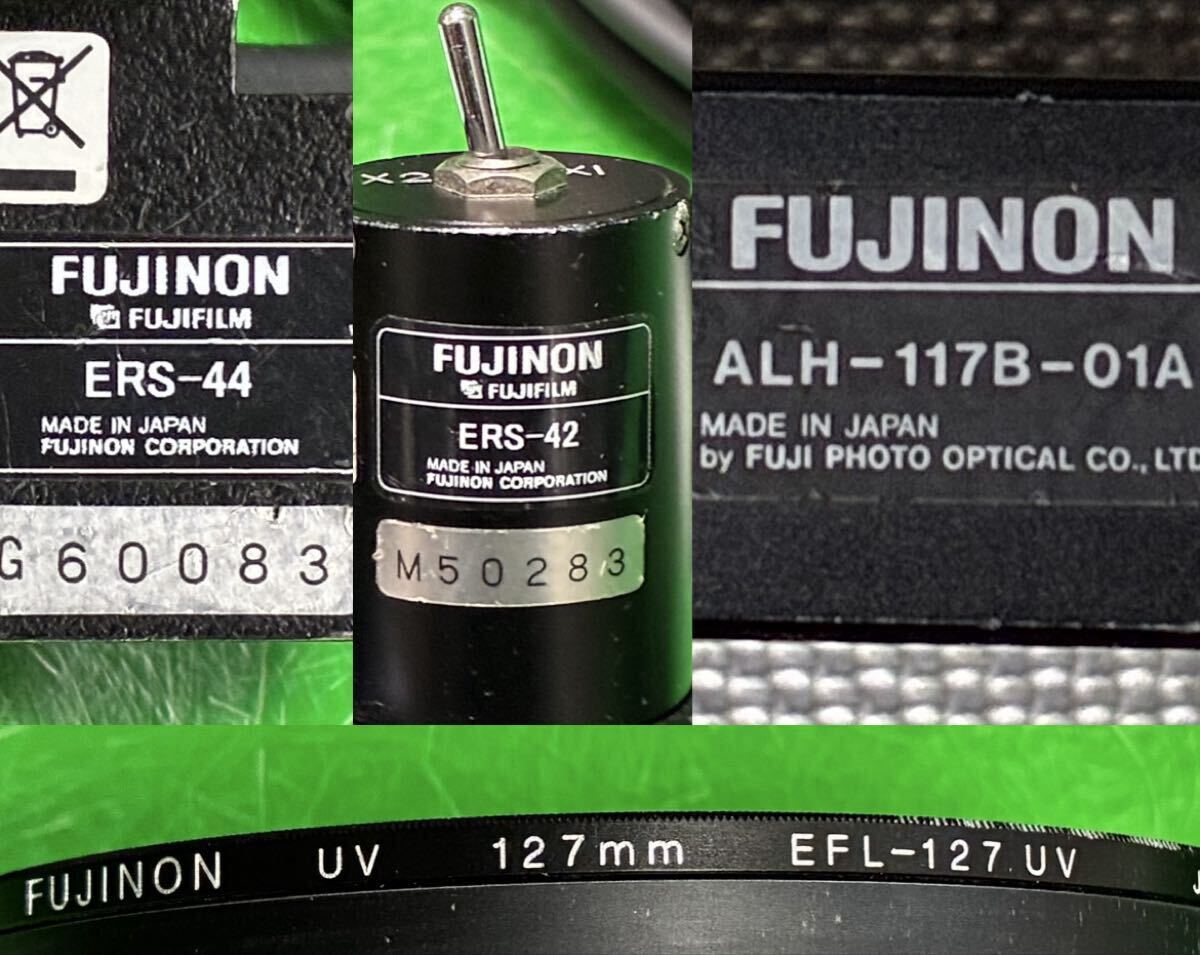 FUJINON
FUJIFILM
ERS-44
MADE IN JAPAN
FUJINON CORPORATION
G60083
X2 X1
FUJINON
FUJIFILM
ERS-42
MADE IN JAPAN
FUJINON CORPORATION
M50283
FUJINON
ALH-117B-01A
MADE IN JAPAN
by FUJI PHOTO OPTICAL CO., LTD
FUJINON UV 127mm EFL-127 UV